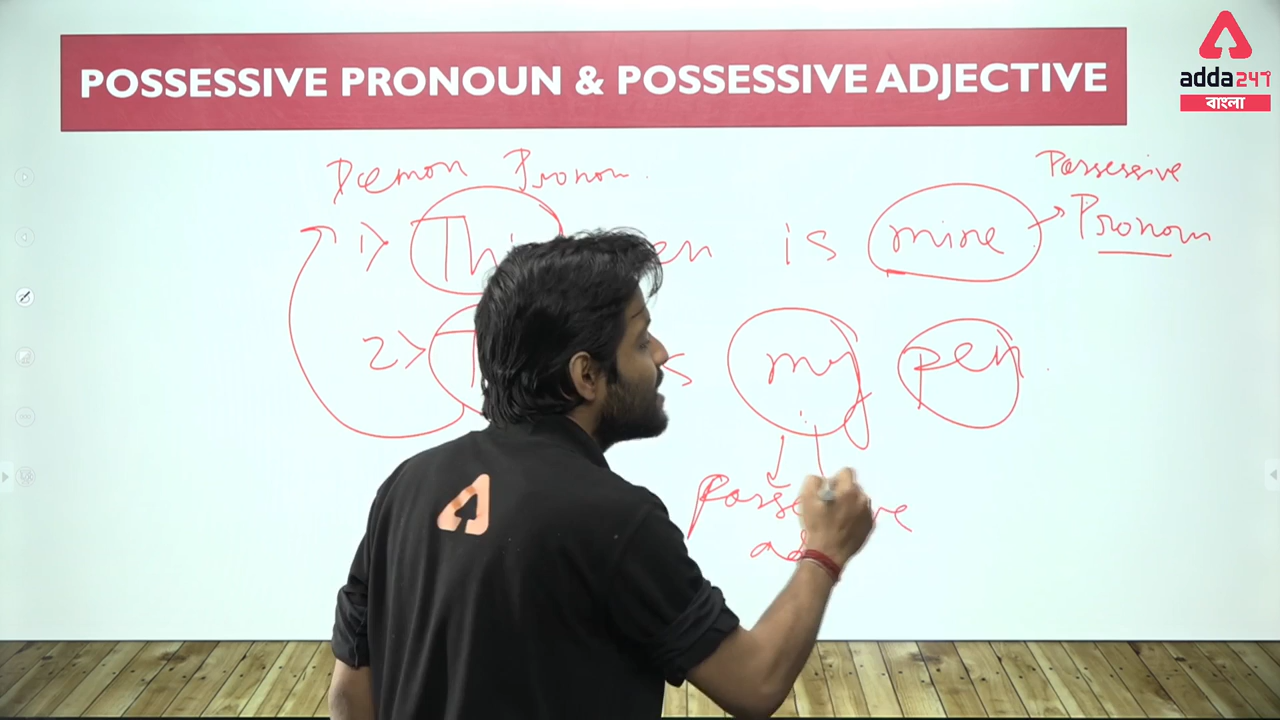 POSSESSIVE PRONOUN & POSSESSIVE ADJECTIVE
adda247
বাংলা
Demon Pronoun.
Possessive
Pronoun
1) is mine
2) my pen.